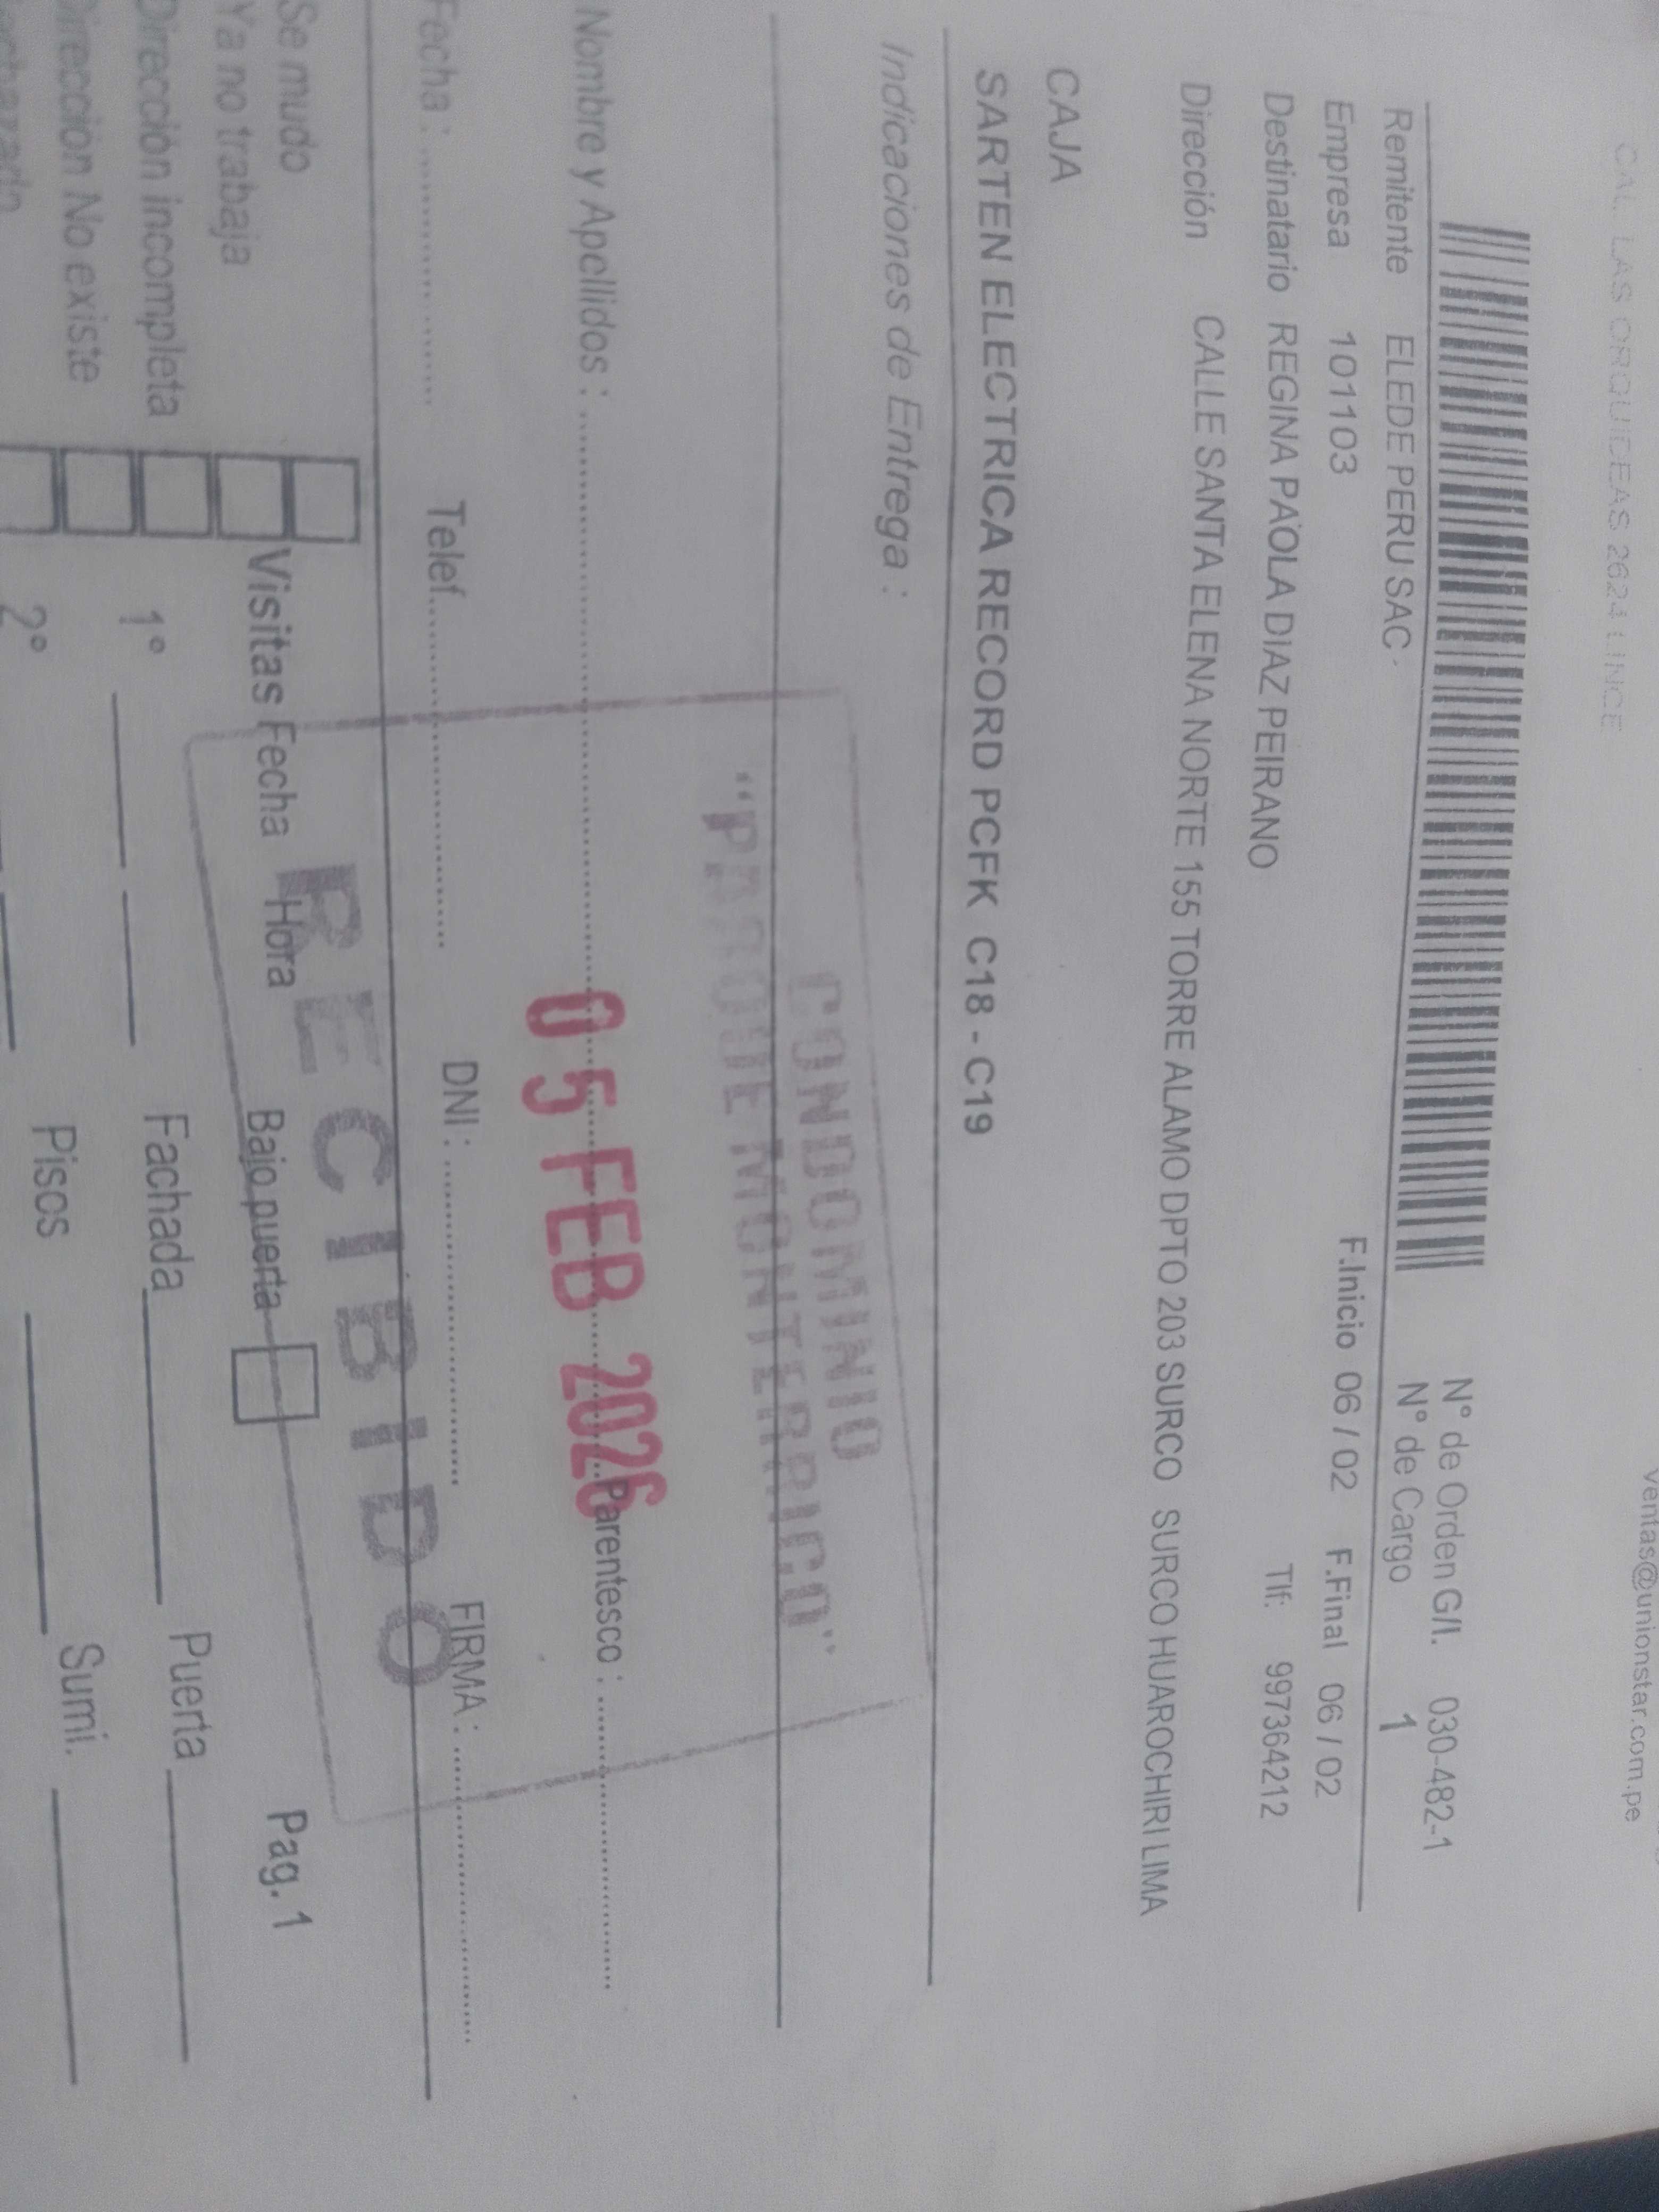 CAL. LAS ORQUIDEAS 2624 LINCE
ventas@unionstar.com.pe
N° de Orden G/I. 030-482-1
N° de Cargo 1
Remitente ELEDE PERU SAC -
Empresa 101103 F.Inicio 06 / 02 F.Final 06 / 02
Destinatario REGINA PAOLA DIAZ PEIRANO Tlf: 997364212
Dirección CALLE SANTA ELENA NORTE 155 TORRE ALAMO DPTO 203 SURCO SURCO HUAROCHIRI LIMA
CAJA
SARTEN ELECTRICA RECORD PCFK C18 - C19
Indicaciones de Entrega :
CONDOMINIO
"PARQUE MONTERRICO"
05 FEB 2026
RECIBIDO
Nombre y Apellidos : Parentesco :
Fecha : Telef. DNI : FIRMA :
Se mudo
Ya no trabaja Visitas Fecha Hora Bajo puerta Pag. 1
Dirección incompleta 1° Fachada Puerta
Dirección No existe 2° Pisos Sumi.